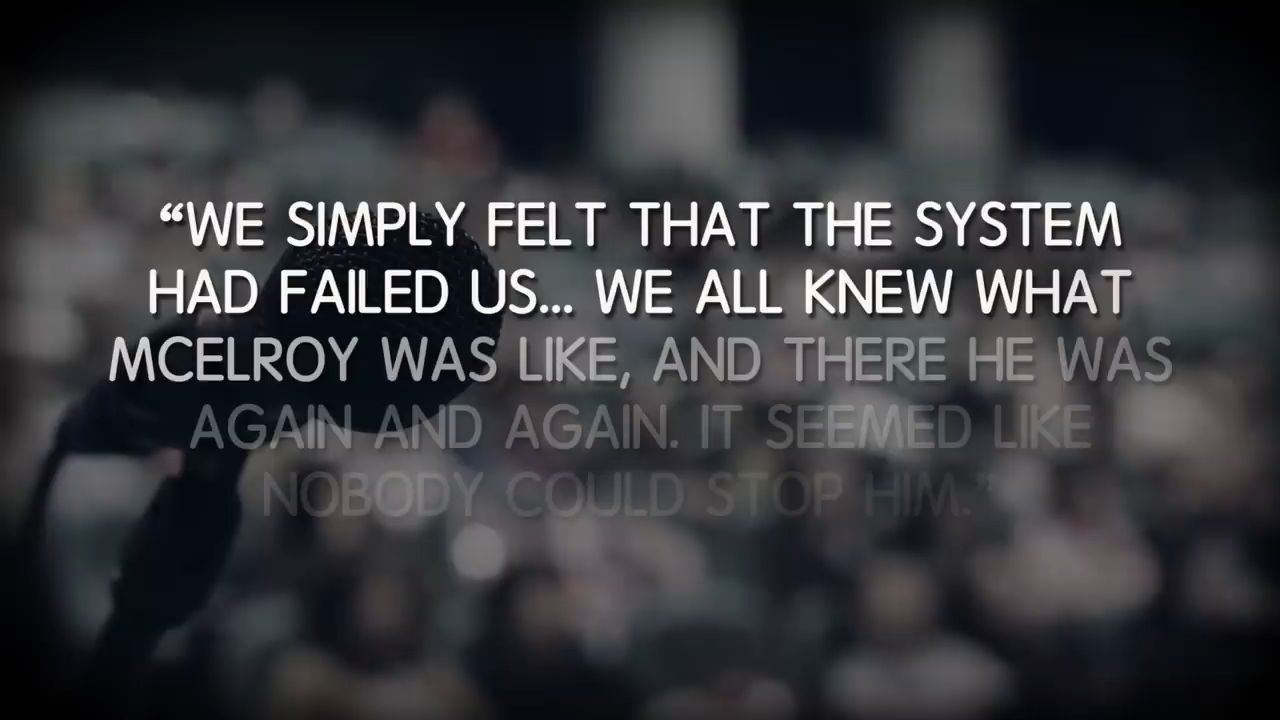 “WE SIMPLY FELT THAT THE SYSTEM
HAD FAILED US... WE ALL KNEW WHAT
MCELROY WAS LIKE, AND THERE HE WAS
AGAIN AND AGAIN. IT SEEMED LIKE
NOBODY COULD STOP HIM.”